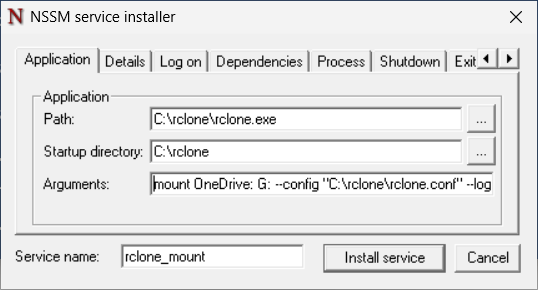 NSSM service installer
Application Details Log on Dependencies Process Shutdown Exit
Application
Path: C:\rclone\rclone.exe ...
Startup directory: C:\rclone ...
Arguments: mount OneDrive: G: --config "C:\rclone\rclone.conf" --log
Service name: rclone_mount Install service Cancel